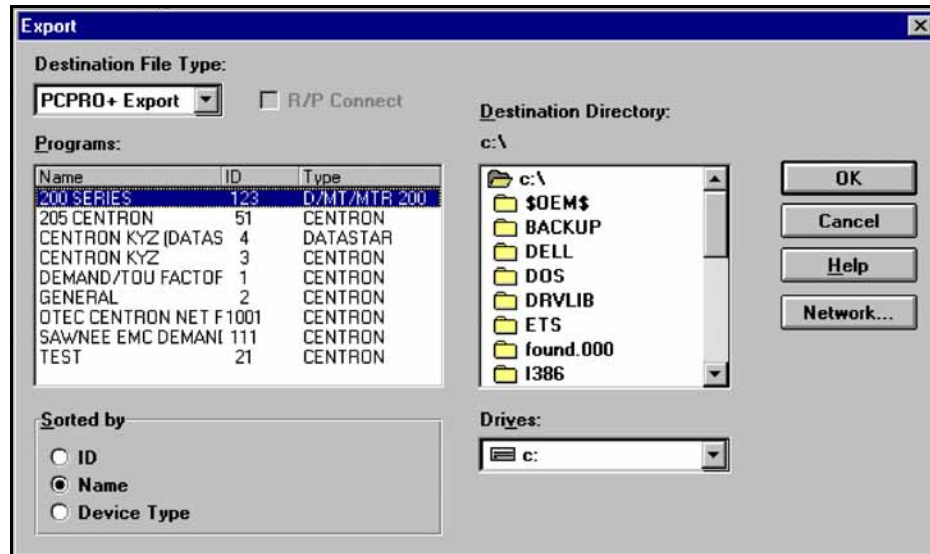 Export
Destination File Type:
PCPRO+ Export
R/P Connect
Programs:
Name ID Type
200 SERIES 123 D/MT/MTR 200
205 CENTRON 51 CENTRON
CENTRON KYZ (DATAS 4 DATASTAR
CENTRON KYZ 3 CENTRON
DEMAND/TOU FACTOF 1 CENTRON
GENERAL 2 CENTRON
OTEC CENTRON NET F 1001 CENTRON
SAWNEE EMC DEMANI 111 CENTRON
TEST 21 CENTRON
Sorted by
ID
Name
Device Type
Destination Directory:
c:\
c:\
$OEM$
BACKUP
DELL
DOS
DRVLIB
ETS
found.000
I386
Drives:
c:
OK
Cancel
Help
Network...